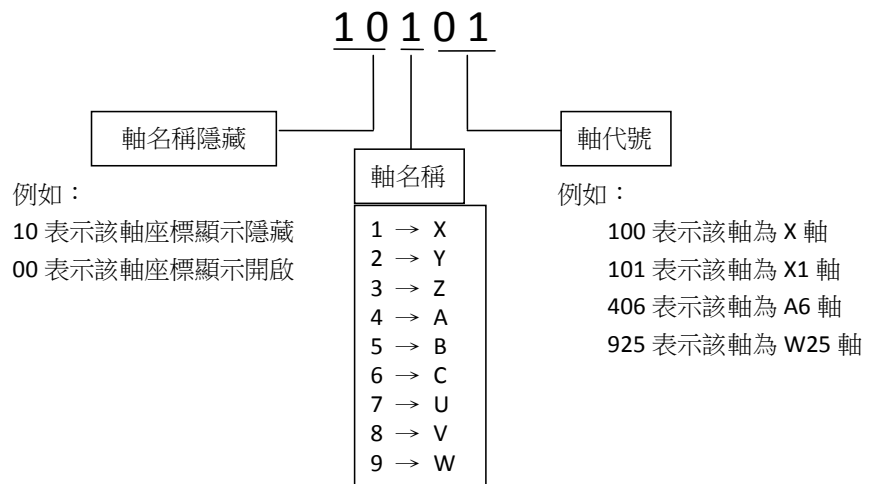 10101
軸名稱隱藏
軸名稱
軸代號
例如：
10 表示該軸座標顯示隱藏
00 表示該軸座標顯示開啟
1 → X
2 → Y
3 → Z
4 → A
5 → B
6 → C
7 → U
8 → V
9 → W
例如：
100 表示該軸為 X 軸
101 表示該軸為 X1 軸
406 表示該軸為 A6 軸
925 表示該軸為 W25 軸